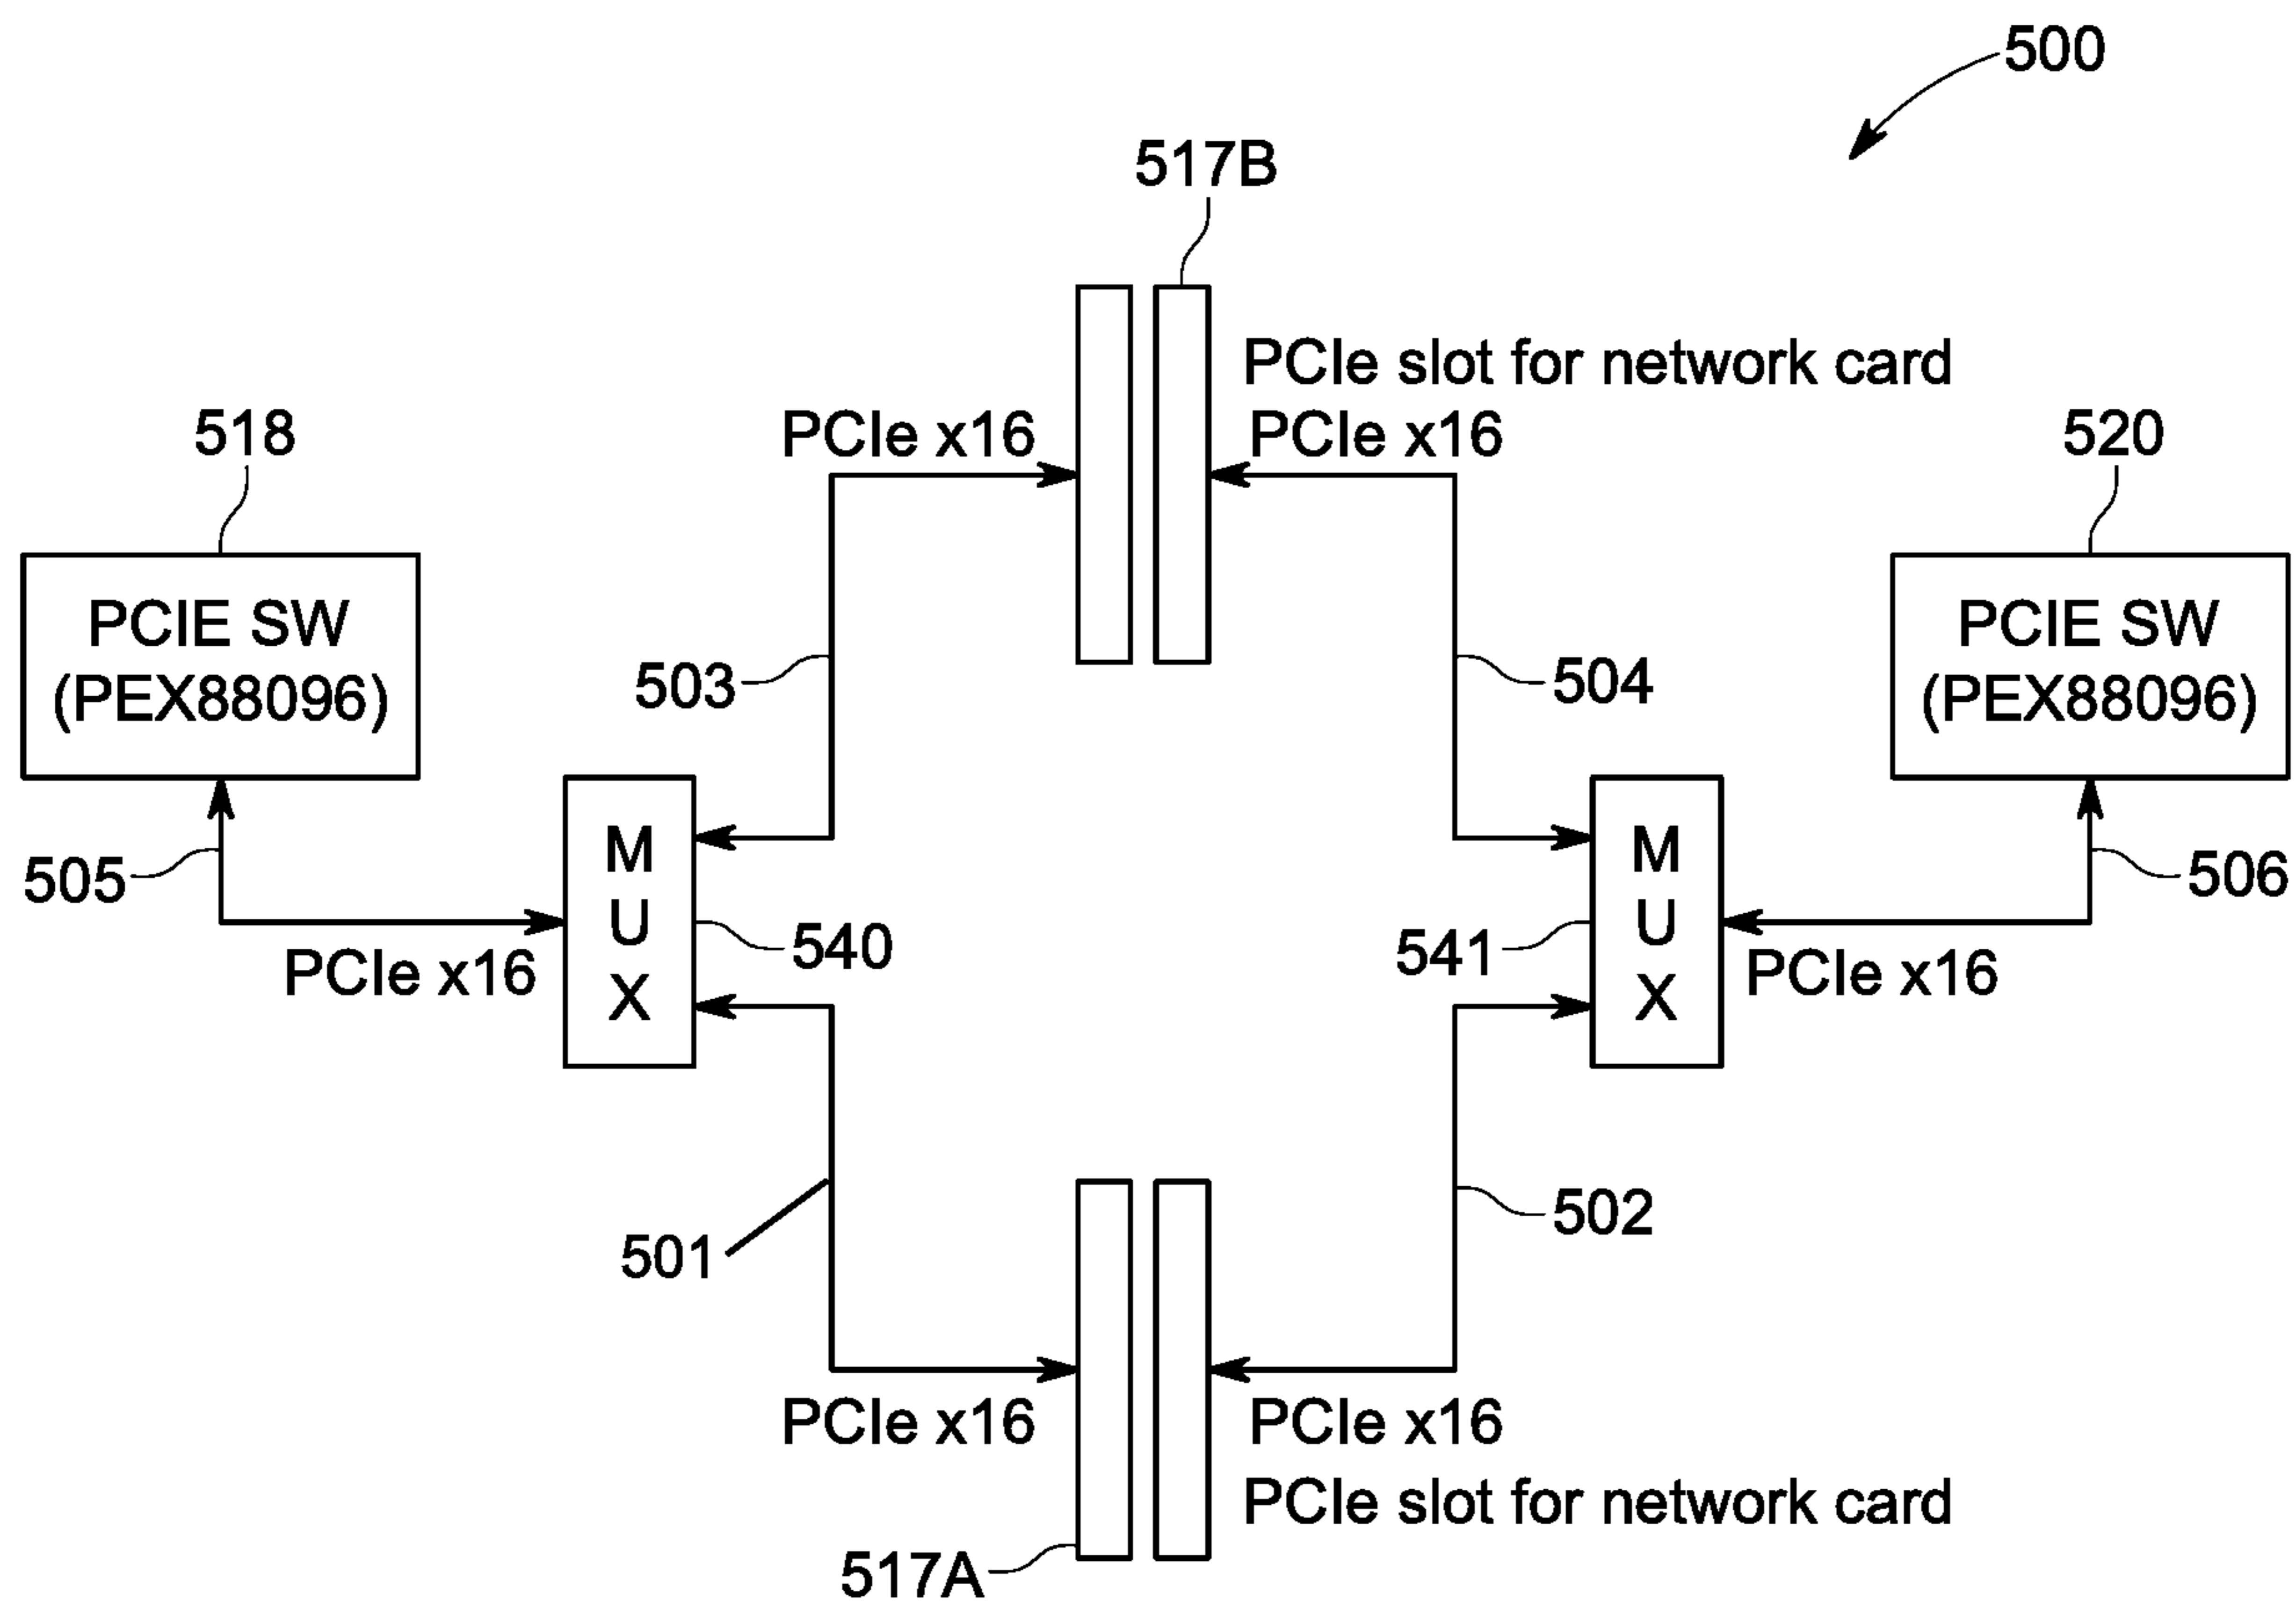 500
517B
PCIe slot for network card
PCIe x16
PCIe x16
518
520
PCIE SW
(PEX88096)
PCIE SW
(PEX88096)
503
504
M
U
X
M
U
X
505
506
540
541
PCIe x16
PCIe x16
501
502
PCIe x16
PCIe x16
PCIe slot for network card
517A